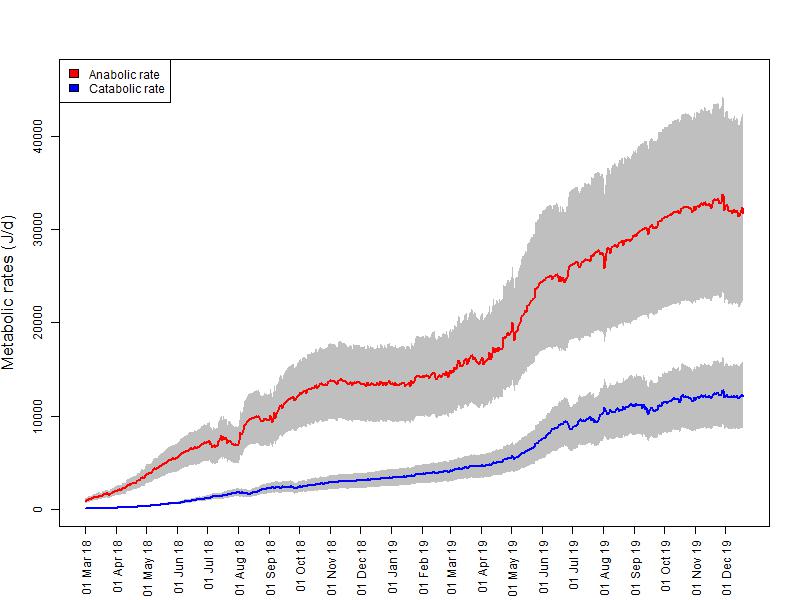 Anabolic rate
Catabolic rate
Metabolic rates (J/d)
40000
30000
20000
10000
0
01 Mar 18
01 Apr 18
01 May 18
01 Jun 18
01 Jul 18
01 Aug 18
01 Sep 18
01 Oct 18
01 Nov 18
01 Dec 18
01 Jan 19
01 Feb 19
01 Mar 19
01 Apr 19
01 May 19
01 Jun 19
01 Jul 19
01 Aug 19
01 Sep 19
01 Oct 19
01 Nov 19
01 Dec 19